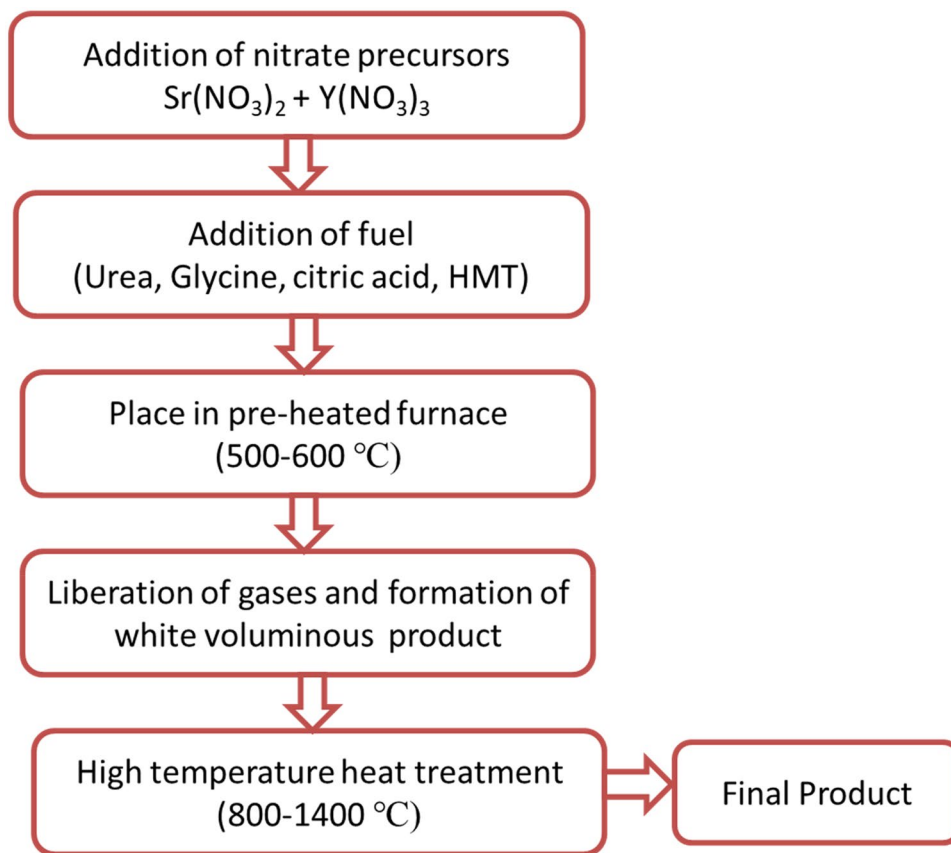 Addition of nitrate precursors
Sr(NO₃)₂ + Y(NO₃)₃
Addition of fuel
(Urea, Glycine, citric acid, HMT)
Place in pre-heated furnace
(500-600 ℃)
Liberation of gases and formation of
white voluminous product
High temperature heat treatment
(800-1400 ℃)
Final Product